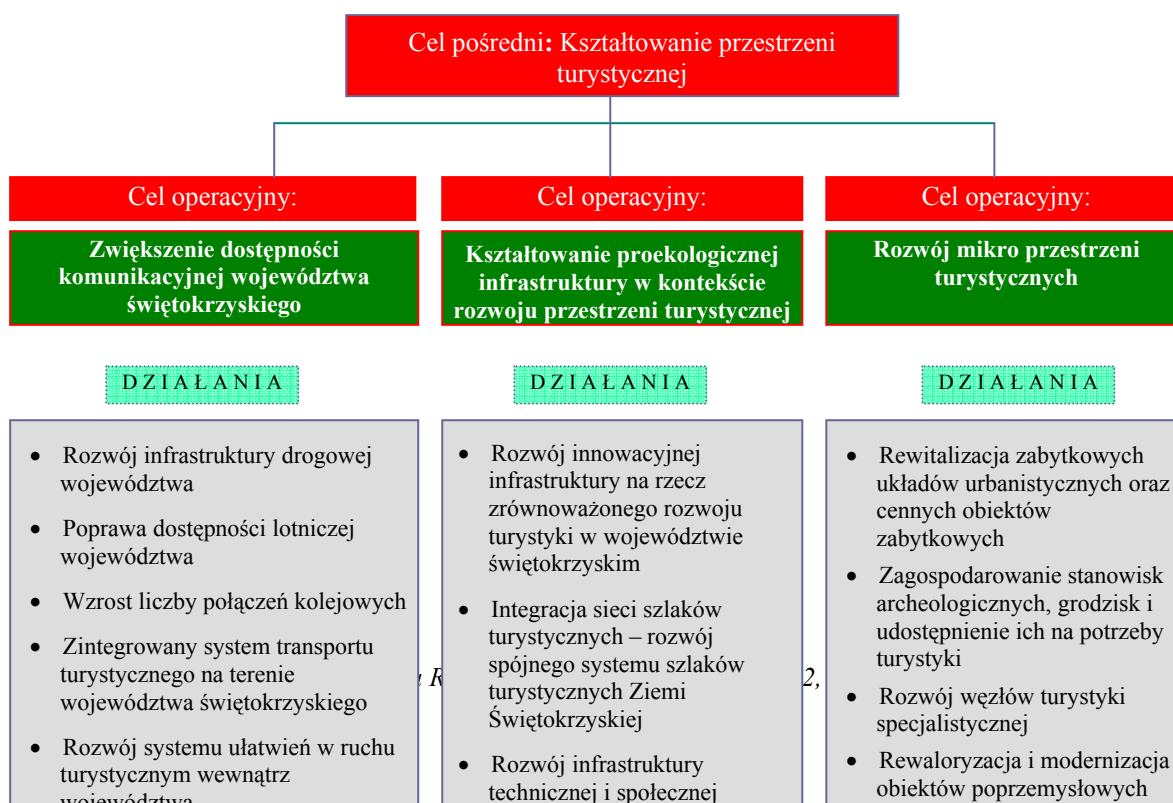 Cel pośredni: Kształtowanie przestrzeni
turystycznej
Cel operacyjny:
Zwiększenie dostępności
komunikacyjnej województwa
świętokrzyskiego
DZIAŁANIA
• Rozwój infrastruktury drogowej
województwa
• Poprawa dostępności lotniczej
województwa
• Wzrost liczby połączeń kolejowych
• Zintegrowany system transportu
turystycznego na terenie
województwa świętokrzyskiego
• Rozwój systemu ułatwień w ruchu
turystycznym wewnątrz
województwa
Cel operacyjny:
Kształtowanie proekologicznej
infrastruktury w kontekście
rozwoju przestrzeni turystycznej
DZIAŁANIA
• Rozwój innowacyjnej
infrastruktury na rzecz
zrównoważonego rozwoju
turystyki w województwie
świętokrzyskim
• Integracja sieci szlaków
turystycznych – rozwój
spójnego systemu szlaków
turystycznych Ziemi
Świętokrzyskiej
• Rozwój infrastruktury
technicznej i społecznej
Cel operacyjny:
Rozwój mikro przestrzeni
turystycznych
DZIAŁANIA
• Rewitalizacja zabytkowych
układów urbanistycznych oraz
cennych obiektów
zabytkowych
• Zagospodarowanie stanowisk
archeologicznych, grodzisk i
udostępnienie ich na potrzeby
turystyki
• Rozwój węzłów turystyki
specjalistycznej
• Rewaloryzacja i modernizacja
obiektów poprzemysłowych
2,